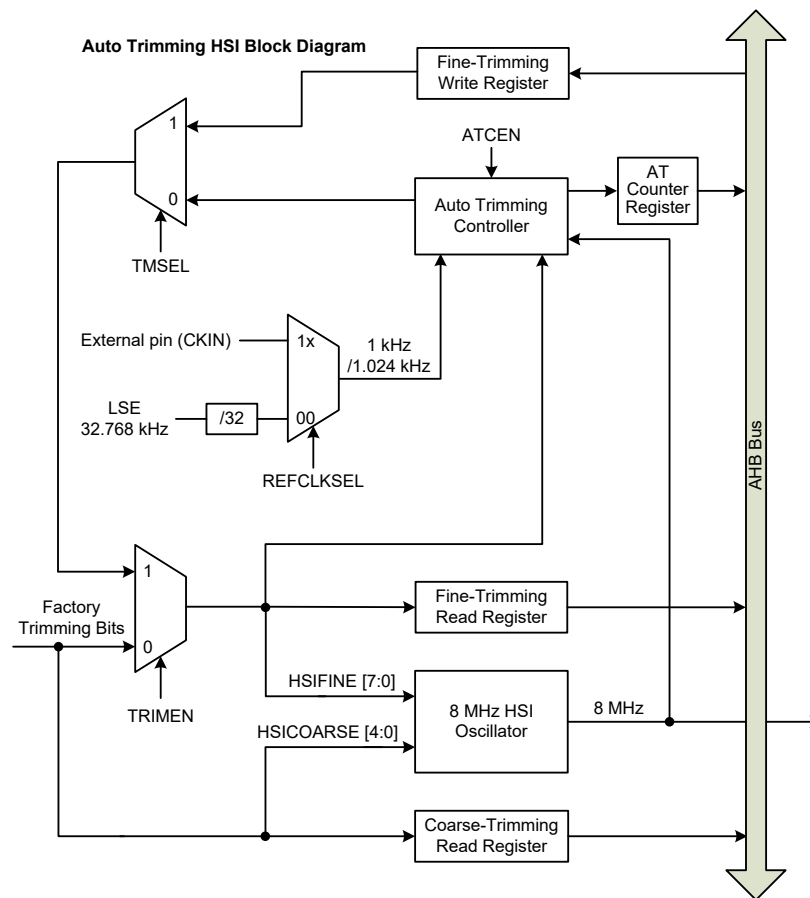 Auto Trimming HSI Block Diagram
Fine-Trimming
Write Register
1
0
TMSEL
ATCEN
Auto Trimming
Controller
AT
Counter
Register
External pin (CKIN)
1x
1 kHz
/1.024 kHz
LSE
32.768 kHz
/32
00
REFCLKSEL
AHB Bus
1
Factory
Trimming Bits
0
TRIMEN
Fine-Trimming
Read Register
HSIFINE [7:0]
HSICOARSE [4:0]
8 MHz HSI
Oscillator
8 MHz
Coarse-Trimming
Read Register